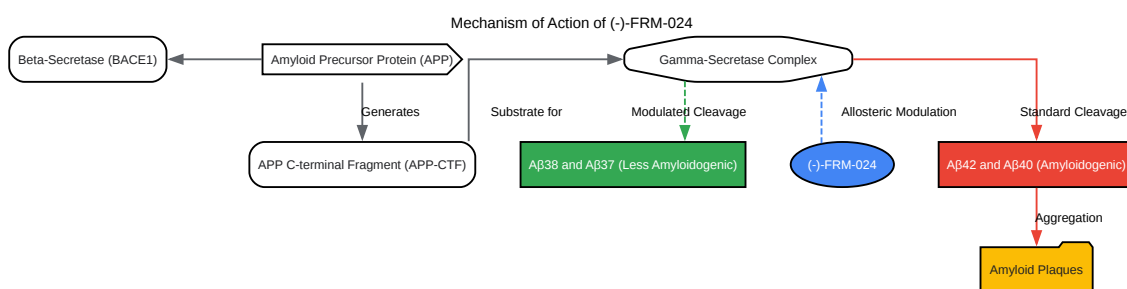 Mechanism of Action of (-)-FRM-024
Beta-Secretase (BACE1)
Amyloid Precursor Protein (APP)
Gamma-Secretase Complex
Generates
Substrate for
Modulated Cleavage
Allosteric Modulation
Standard Cleavage
APP C-terminal Fragment (APP-CTF)
Aβ38 and Aβ37 (Less Amyloidogenic)
(-)-FRM-024
Aβ42 and Aβ40 (Amyloidogenic)
Aggregation
Amyloid Plaques